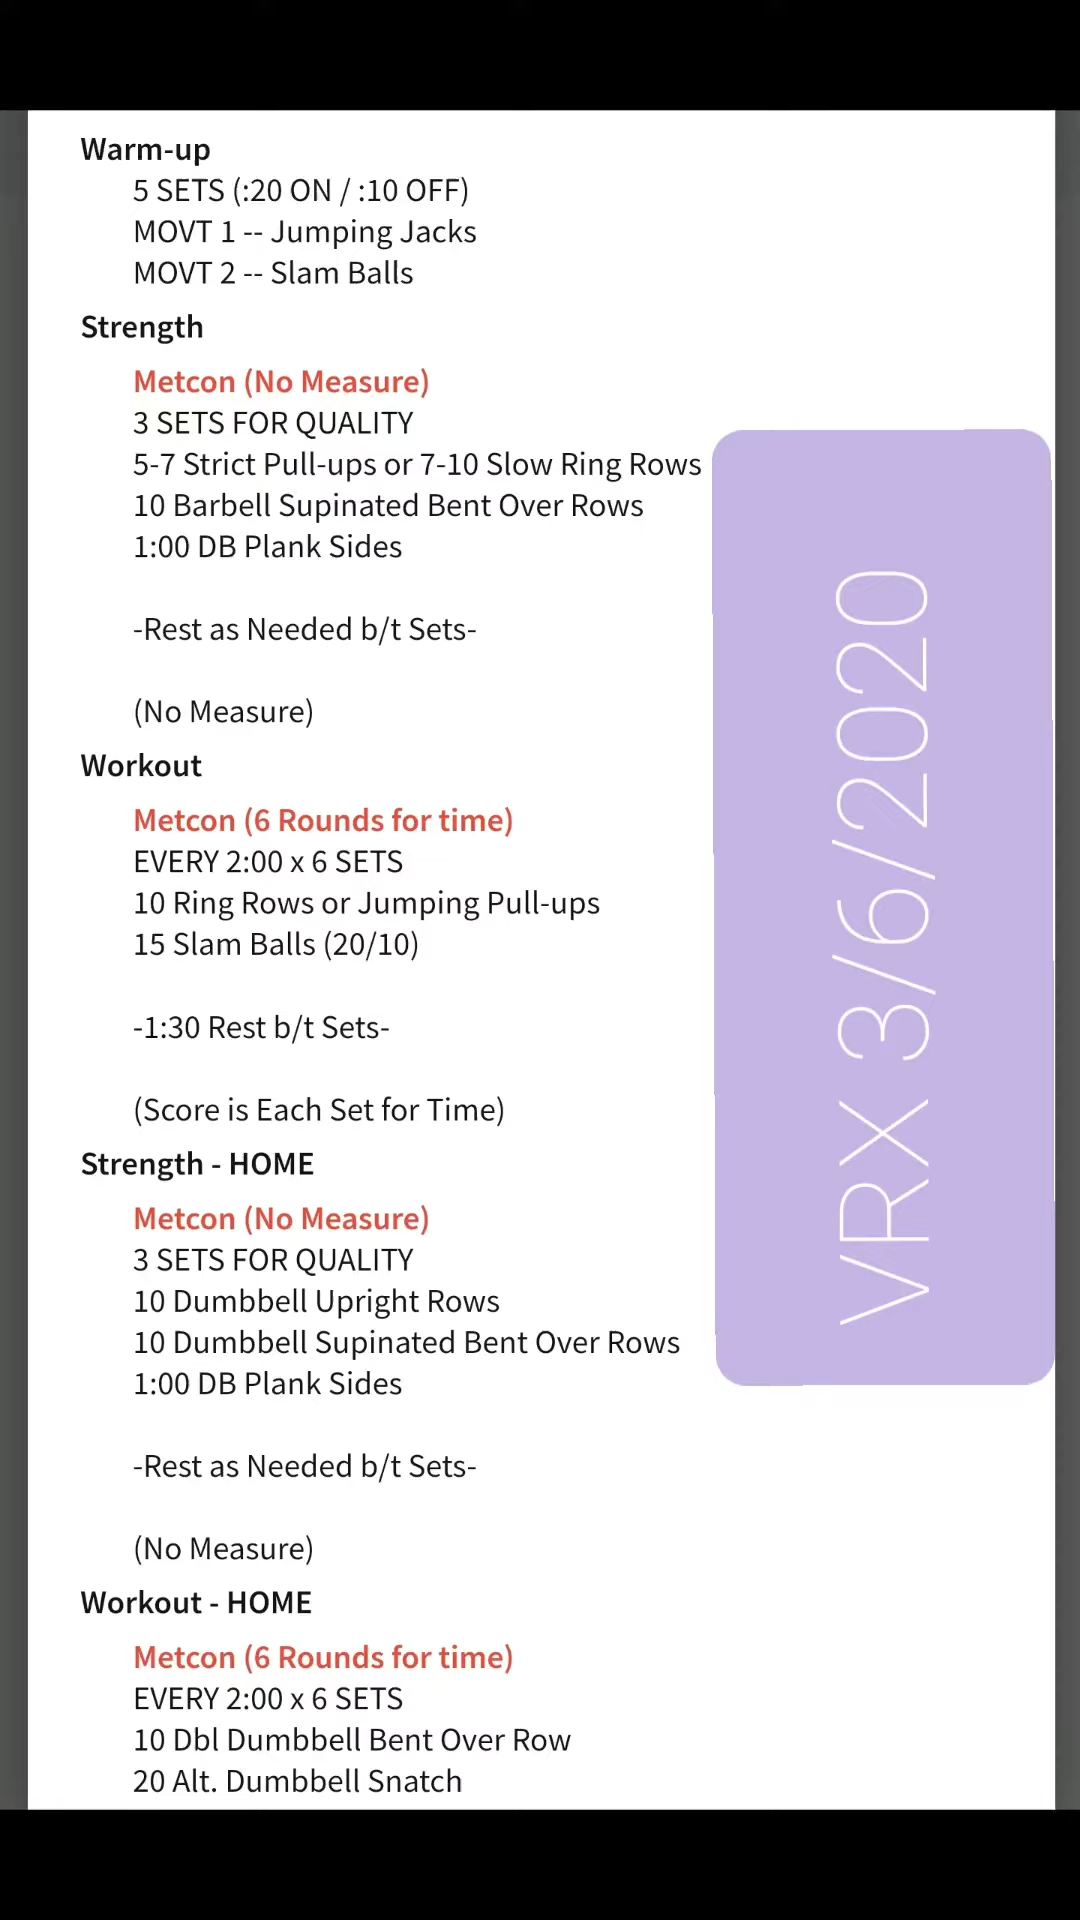 Warm-up
5 SETS (:20 ON / :10 OFF)
MOVT 1 -- Jumping Jacks
MOVT 2 -- Slam Balls
Strength
Metcon (No Measure)
3 SETS FOR QUALITY
5-7 Strict Pull-ups or 7-10 Slow Ring Rows
10 Barbell Supinated Bent Over Rows
1:00 DB Plank Sides
-Rest as Needed b/t Sets-
(No Measure)
Workout
Metcon (6 Rounds for time)
EVERY 2:00 x 6 SETS
10 Ring Rows or Jumping Pull-ups
15 Slam Balls (20/10)
-1:30 Rest b/t Sets-
(Score is Each Set for Time)
Strength - HOME
Metcon (No Measure)
3 SETS FOR QUALITY
10 Dumbbell Upright Rows
10 Dumbbell Supinated Bent Over Rows
1:00 DB Plank Sides
-Rest as Needed b/t Sets-
(No Measure)
Workout - HOME
Metcon (6 Rounds for time)
EVERY 2:00 x 6 SETS
10 Dbl Dumbbell Bent Over Row
20 Alt. Dumbbell Snatch
VRX 3/6/2020